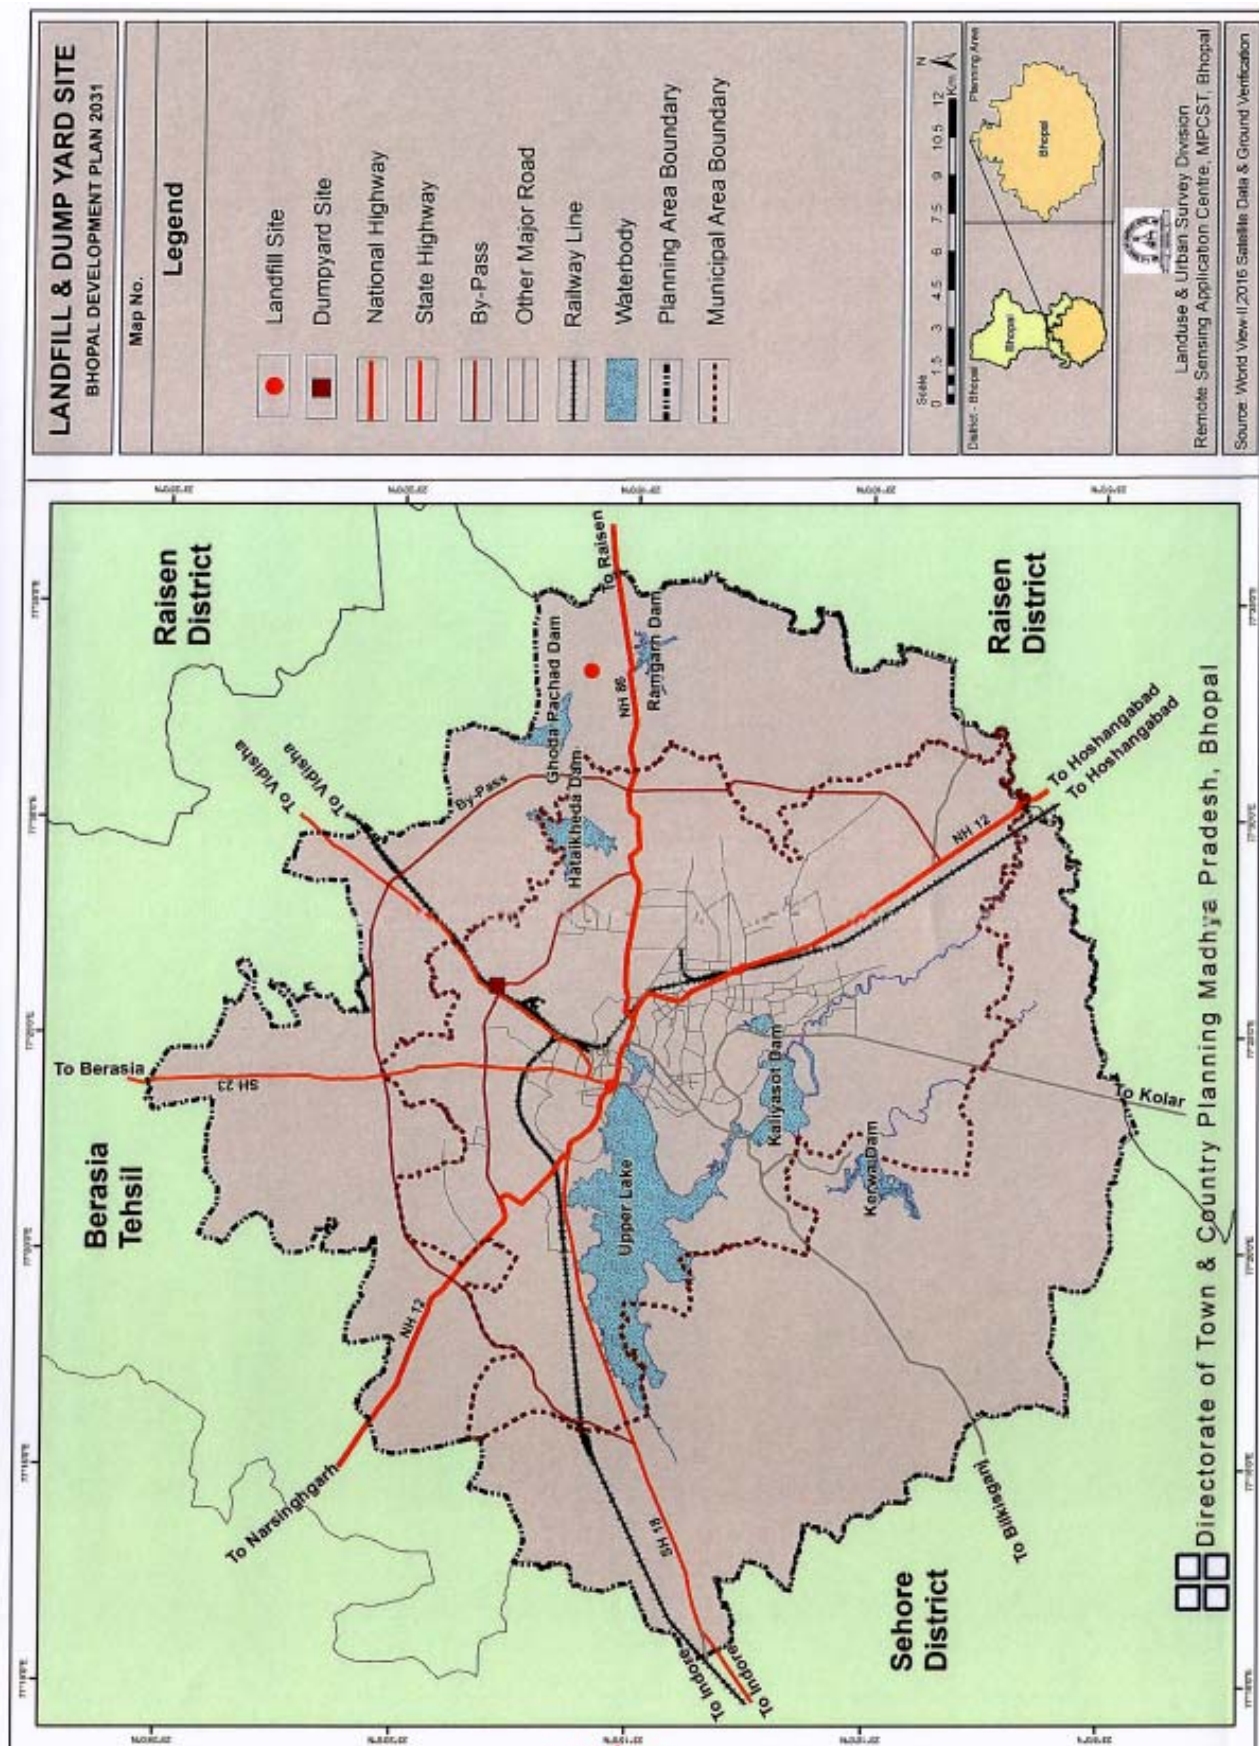 LANDFILL & DUMP YARD SITE
BHOPAL DEVELOPMENT PLAN 2031
Map No.
Legend
Landfill Site
Dumpyard Site
National Highway
State Highway
By-Pass
Other Major Road
Railway Line
Waterbody
Planning Area Boundary
Municipal Area Boundary
Scale
0 1.5 3 4.5 6 7.5 9 10.5 12
Km.
N
District - Bhopal
Planning Area
Bhopal
Bhopal
Landuse & Urban Survey Division
Remote Sensing Application Centre, MPCST, Bhopal
Source: World View-II,2016 Satellite Data & Ground Verification
Berasia
Tehsil
Raisen
District
To Berasia
SH 23
To Vidisha
To Vidisha
By-Pass
To Narsinghgarh
NH 12
Ghoda Pachad Dam
Hataikheda Dam
To Raisen
NH 86
Ramgarh Dam
Upper Lake
Kaliyasot Dam
Kerwa Dam
SH 18
To Indore
To Indore
NH 12
To Hoshangabad
To Hoshangabad
To Bilkisganj
To Kolar
Sehore
District
Raisen
District
Directorate of Town & Country Planning Madhya Pradesh, Bhopal